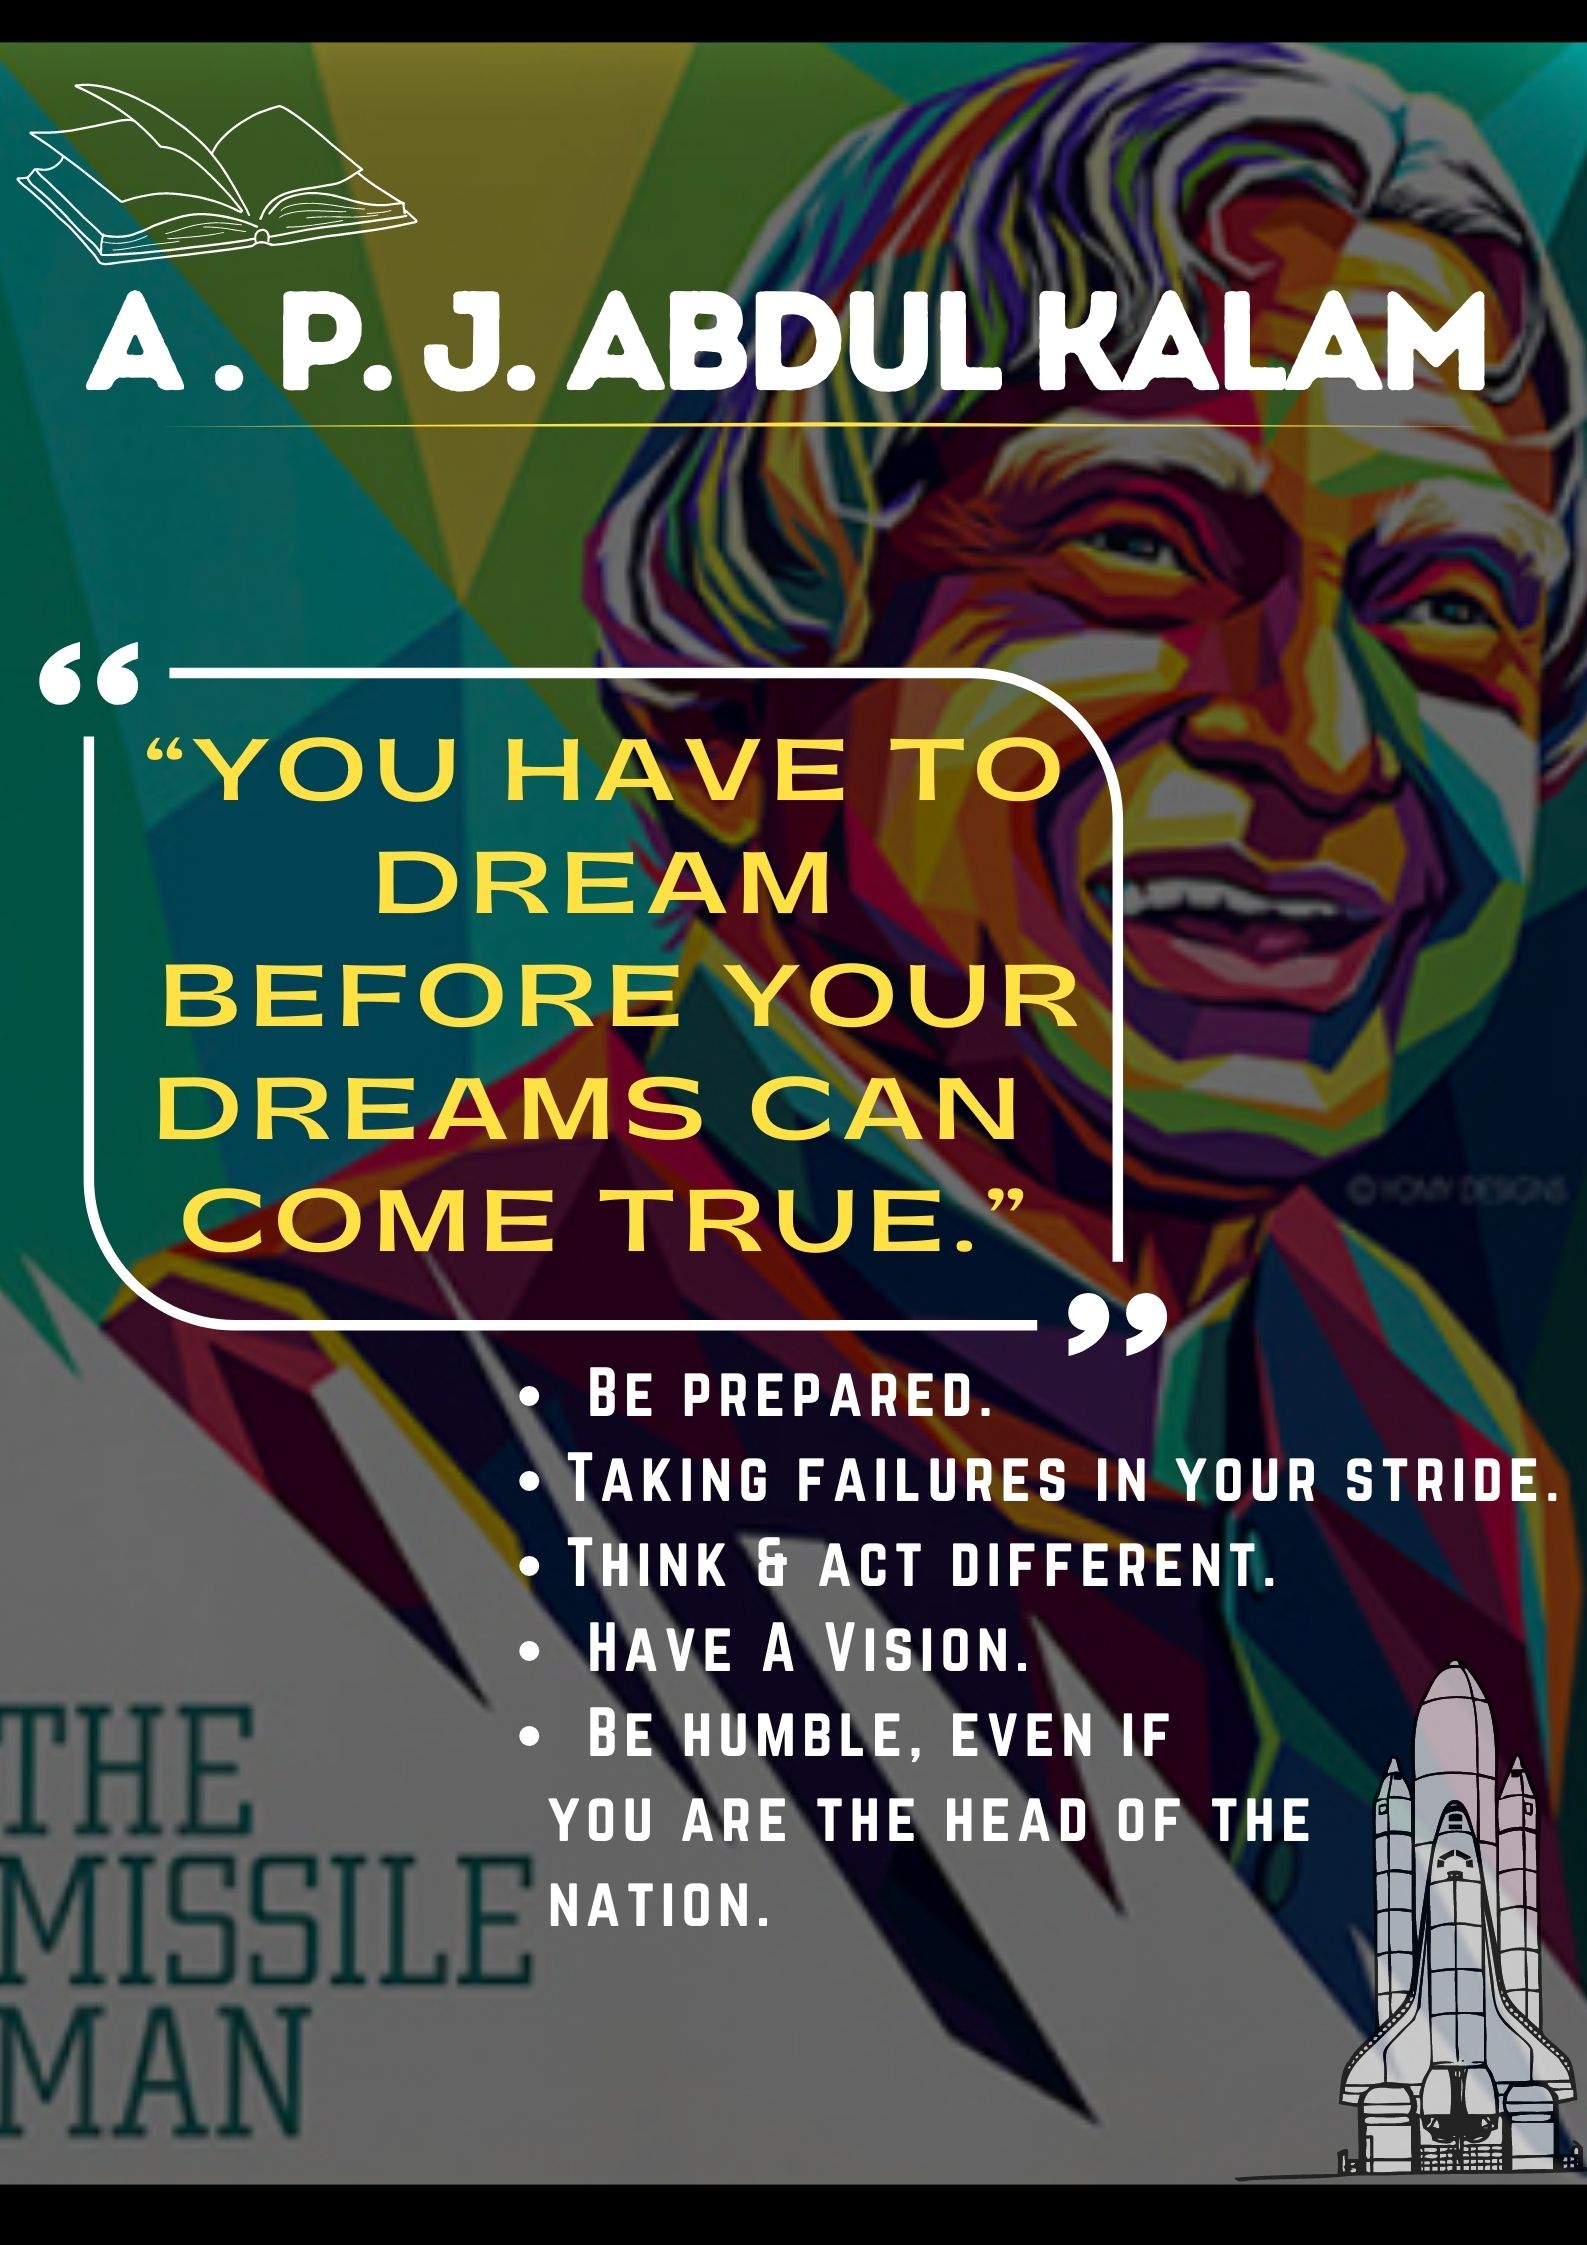 A . P. J. ABDUL KALAM
“
“YOU HAVE TO
DREAM
BEFORE YOUR
DREAMS CAN
COME TRUE.”
”
© YOMY DESIGNS
• BE PREPARED.
• TAKING FAILURES IN YOUR STRIDE.
• THINK & ACT DIFFERENT.
• HAVE A VISION.
• BE HUMBLE, EVEN IF
YOU ARE THE HEAD OF THE
NATION.
THE
MISSILE
MAN